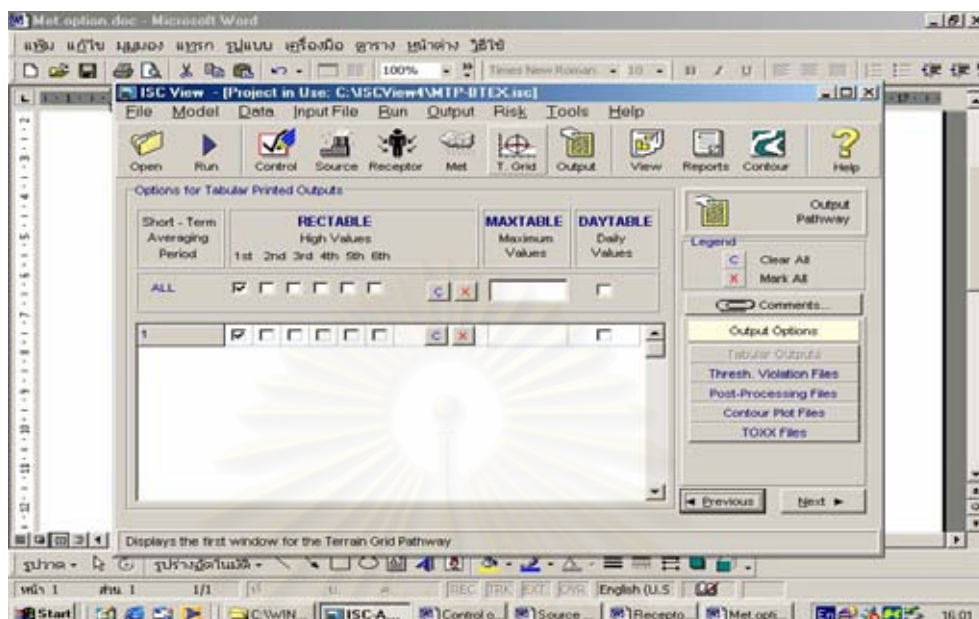 Met.option.doc - Microsoft Word
แฟ้ม แก้ไข มุมมอง แทรก รูปแบบ เครื่องมือ ตาราง หน้าต่าง วิธีใช้
100% Times New Roman 10 B I U
ISC View - [Project in Use: C:\ISCView4\MTP-BTEX.isc]
File Model Data Input File Run Output Risk Tools Help
Open Run Control Source Receptor Met T. Grid Output View Reports Contour Help
Options for Tabular Printed Outputs
Short - Term Averaging Period
RECTABLE
High Values
1st 2nd 3rd 4th 5th 6th
MAXTABLE
Maximum Values
DAYTABLE
Daily Values
ALL
C X
1
C X
Output Pathway
Legend
C Clear All
X Mark All
Comments...
Output Options
Tabular Outputs
Thresh. Violation Files
Post-Processing Files
Contour Plot Files
TOXX Files
Previous Next
Displays the first window for the Terrain Grid Pathway
รูปวาด รูปร่างอัตโนมัติ
หน้า 1 ตอน 1 1/1 REC TRK EXT OVR English (U.S
Start C:\WIN... ISC-A... Control o... Source... Recepto... Met opti... En 16:01